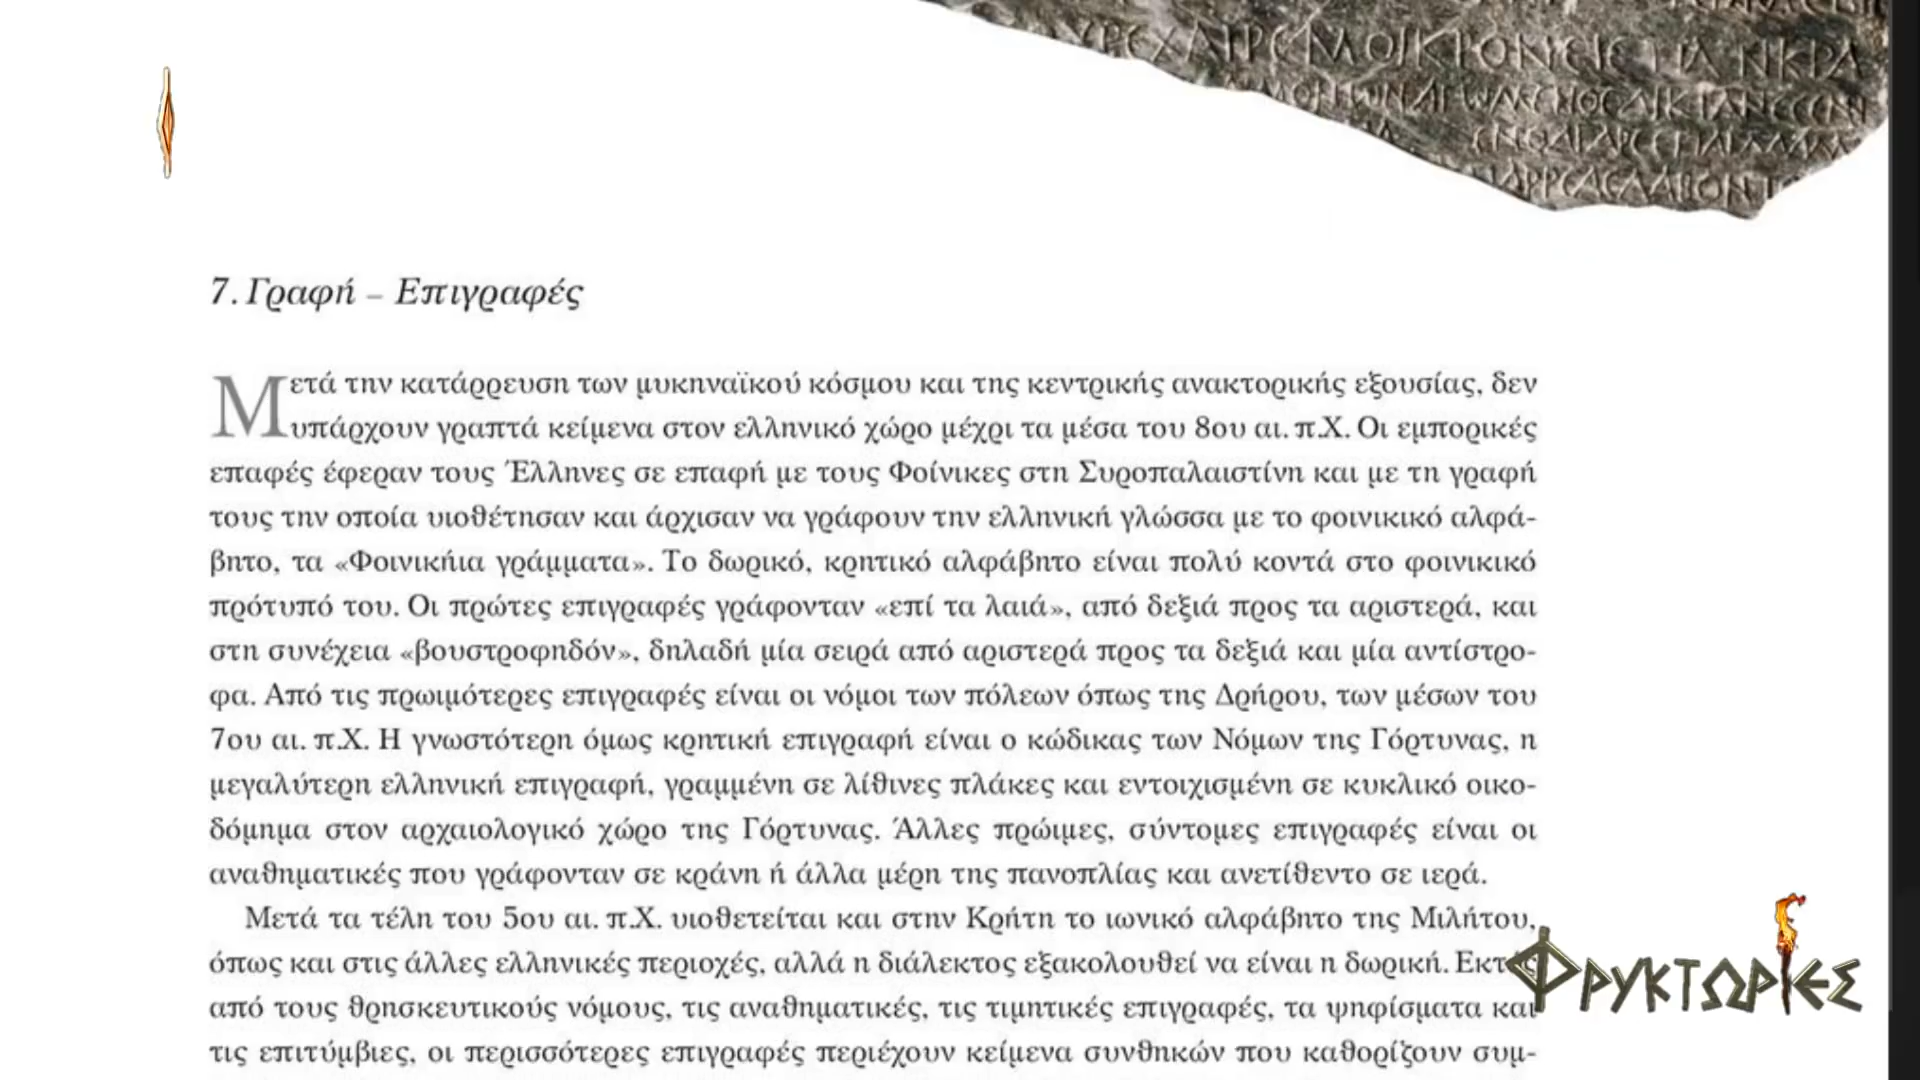 7. Γραφή – Επιγραφές
Μετά την κατάρρευση των μυκηναϊκού κόσμου και της κεντρικής ανακτορικής εξουσίας, δεν
υπάρχουν γραπτά κείμενα στον ελληνικό χώρο μέχρι τα μέσα του 8ου αι. π.Χ. Οι εμπορικές
επαφές έφεραν τους Έλληνες σε επαφή με τους Φοίνικες στη Συροπαλαιστίνη και με τη γραφή
τους την οποία υιοθέτησαν και άρχισαν να γράφουν την ελληνική γλώσσα με το φοινικικό αλφά-
βητο, τα «Φοινικήια γράμματα». Το δωρικό, κρητικό αλφάβητο είναι πολύ κοντά στο φοινικικό
πρότυπό του. Οι πρώτες επιγραφές γράφονταν «επί τα λαιά», από δεξιά προς τα αριστερά, και
στη συνέχεια «βουστροφηδόν», δηλαδή μία σειρά από αριστερά προς τα δεξιά και μία αντίστρο-
φα. Από τις πρωιμότερες επιγραφές είναι οι νόμοι των πόλεων όπως της Δρήρου, των μέσων του
7ου αι. π.Χ. Η γνωστότερη όμως κρητική επιγραφή είναι ο κώδικας των Νόμων της Γόρτυνας, η
μεγαλύτερη ελληνική επιγραφή, γραμμένη σε λίθινες πλάκες και εντοιχισμένη σε κυκλικό οικο-
δόμημα στον αρχαιολογικό χώρο της Γόρτυνας. Άλλες πρώιμες, σύντομες επιγραφές είναι οι
αναθηματικές που γράφονταν σε κράνη ή άλλα μέρη της πανοπλίας και ανετίθεντο σε ιερά.
Μετά τα τέλη του 5ου αι. π.Χ. υιοθετείται και στην Κρήτη το ιωνικό αλφάβητο της Μιλήτου,
όπως και στις άλλες ελληνικές περιοχές, αλλά η διάλεκτος εξακολουθεί να είναι η δωρική. Εκτός
από τους θρησκευτικούς νόμους, τις αναθηματικές, τις τιμητικές επιγραφές, τα ψηφίσματα και
τις επιτύμβιες, οι περισσότερες επιγραφές περιέχουν κείμενα συνθηκών που καθορίζουν συμ-
ΦΡΥΚΤΩΡΙΕΣ